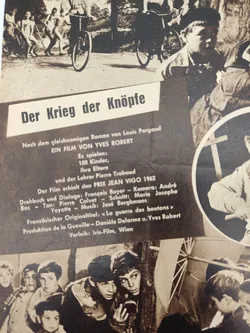 Der Krieg der Knöpfe
Nach dem gleichnamigen Roman von Louis Pergaud
EIN FILM VON YVES ROBERT
Es spielen:
100 Kinder,
ihre Eltern
und der Lehrer Pierre Trabaud
Der Film erhielt den PRIX JEAN VIGO 1962
Drehbuch und Dialoge: François Boyer - Kamera: André
Bac - Ton: Pierre Calvet - Schnitt: Marie Josephe
Yoyotte - Musik: José Berghmans
Französischer Originaltitel: »La guerre des boutons«
Produktion de la Gueville - Danièle Delorme u. Yves Robert
Verleih: Iris-Film, Wien